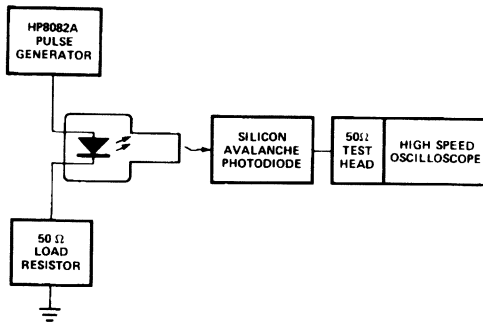 HP8082A
PULSE
GENERATOR
SILICON
AVALANCHE
PHOTODIODE
50Ω
TEST
HEAD
HIGH SPEED
OSCILLOSCOPE
50 Ω
LOAD
RESISTOR